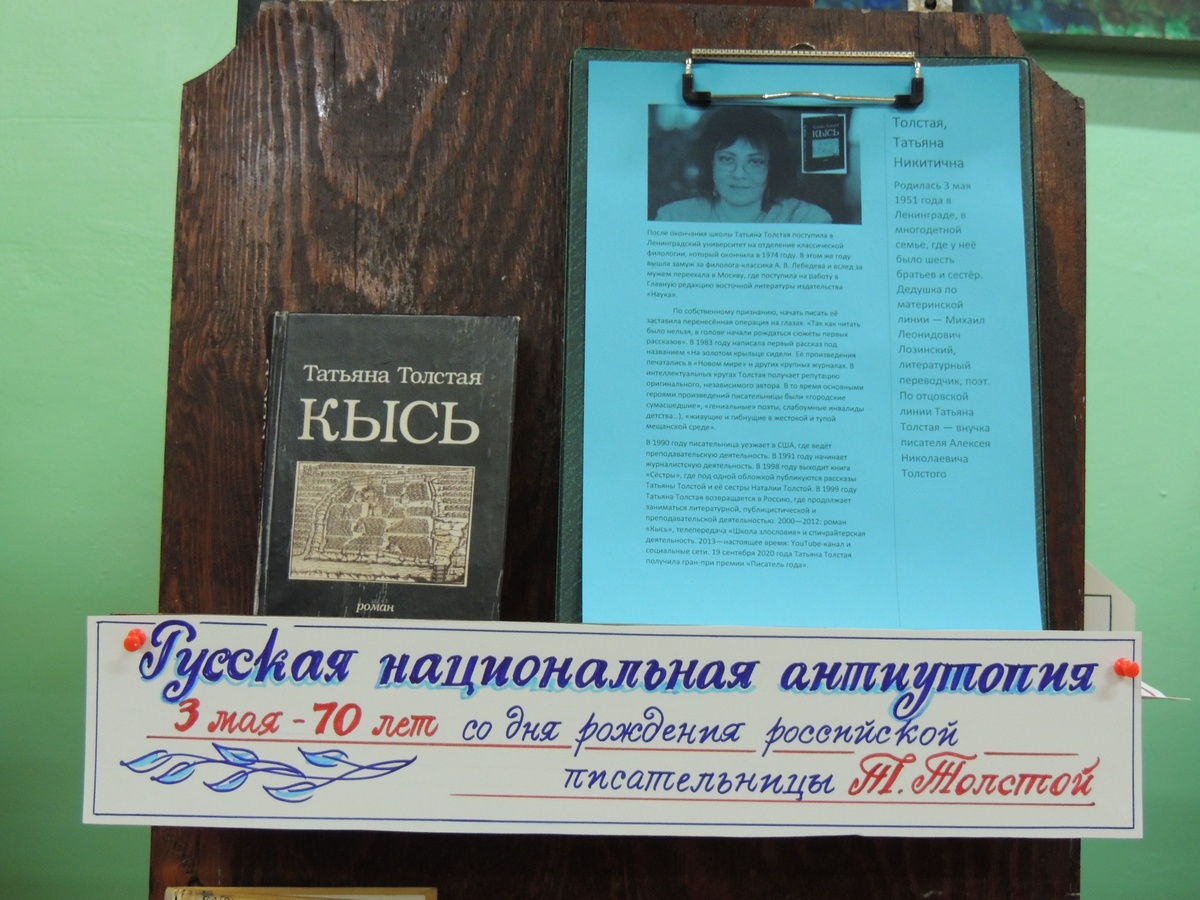 Татьяна Толстая
КЫСЬ
роман
КЫСЬ
После окончания школы Татьяна Толстая поступила в
Ленинградский университет на отделение классической
филологии, который окончила в 1974 году. В этом же году
вышла замуж за филолога-классика А. В. Лебедева и вслед за
мужем переехала в Москву, где поступила на работу в
Главную редакцию восточной литературы издательства
«Наука».
По собственному признанию, начать писать её
заставила перенесённая операция на глазах. «Так как читать
было нельзя, в голове начали рождаться сюжеты первых
рассказов». В 1983 году написала первый рассказ под
названием «На золотом крыльце сидели. Её произведения
печатались в «Новом мире» и других крупных журналах. В
интеллектуальных кругах Толстая получает репутацию
оригинального, независимого автора. В то время основными
героями произведений писательницы были «городские
сумасшедшие», «гениальные» поэты, слабоумные инвалиды
детства...), «живущие и гибнущие в жестокой и тупой
мещанской среде».
В 1990 году писательница уезжает в США, где ведёт
преподавательскую деятельность. В 1991 году начинает
журналистскую деятельность. В 1998 году выходит книга
«Сёстры», где под одной обложкой публикуются рассказы
Татьяны Толстой и её сестры Наталии Толстой. В 1999 году
Татьяна Толстая возвращается в Россию, где продолжает
заниматься литературной, публицистической и
преподавательской деятельностью. 2000—2012: роман
«Кысь», телепередача «Школа злословия» и спичрайтерская
деятельность. 2013—настоящее время: YouTube-канал и
социальные сети. 19 сентября 2020 года Татьяна Толстая
получила гран-при премии «Писатель года».
Толстая,
Татьяна
Никитична
Родилась 3 мая
1951 года в
Ленинграде, в
многодетной
семье, где у неё
было шесть
братьев и сестёр.
Дедушка по
материнской
линии — Михаил
Леонидович
Лозинский,
литературный
переводчик, поэт.
По отцовской
линии Татьяна
Толстая — внучка
писателя Алексея
Николаевича
Толстого
Русская национальная антиутопия
3 мая - 70 лет со дня рождения российской
писательницы Т. Толстой